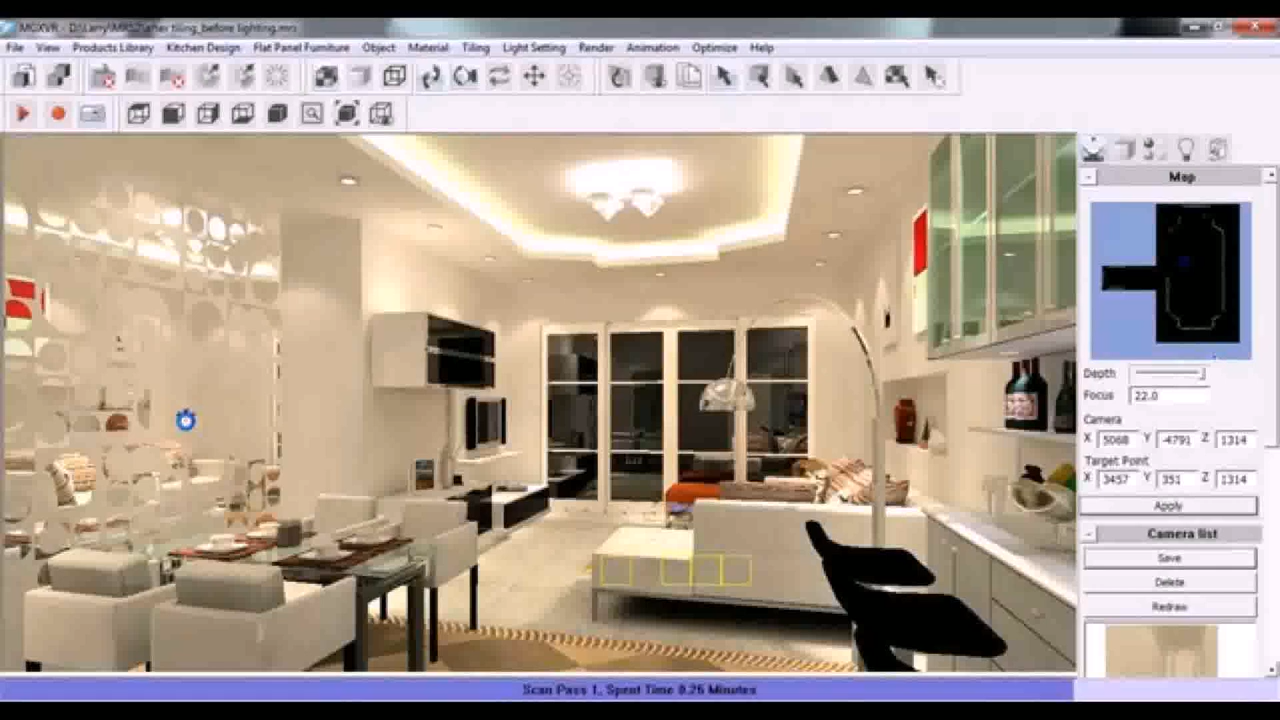 MGXVR - D:\Larry\MRS2\after tiling_before lighting.mrs
File View Products Library Kitchen Design Flat Panel Furniture Object Material Tiling Light Setting Render Animation Optimize Help
Map
Depth
Focus 22.0
Camera
X 5068 Y -4791 Z 1314
Target Point
X 3457 Y 351 Z 1314
Apply
Camera list
Save
Delete
Redraw
Scan Pass 1, Spent Time 0.25 Minutes